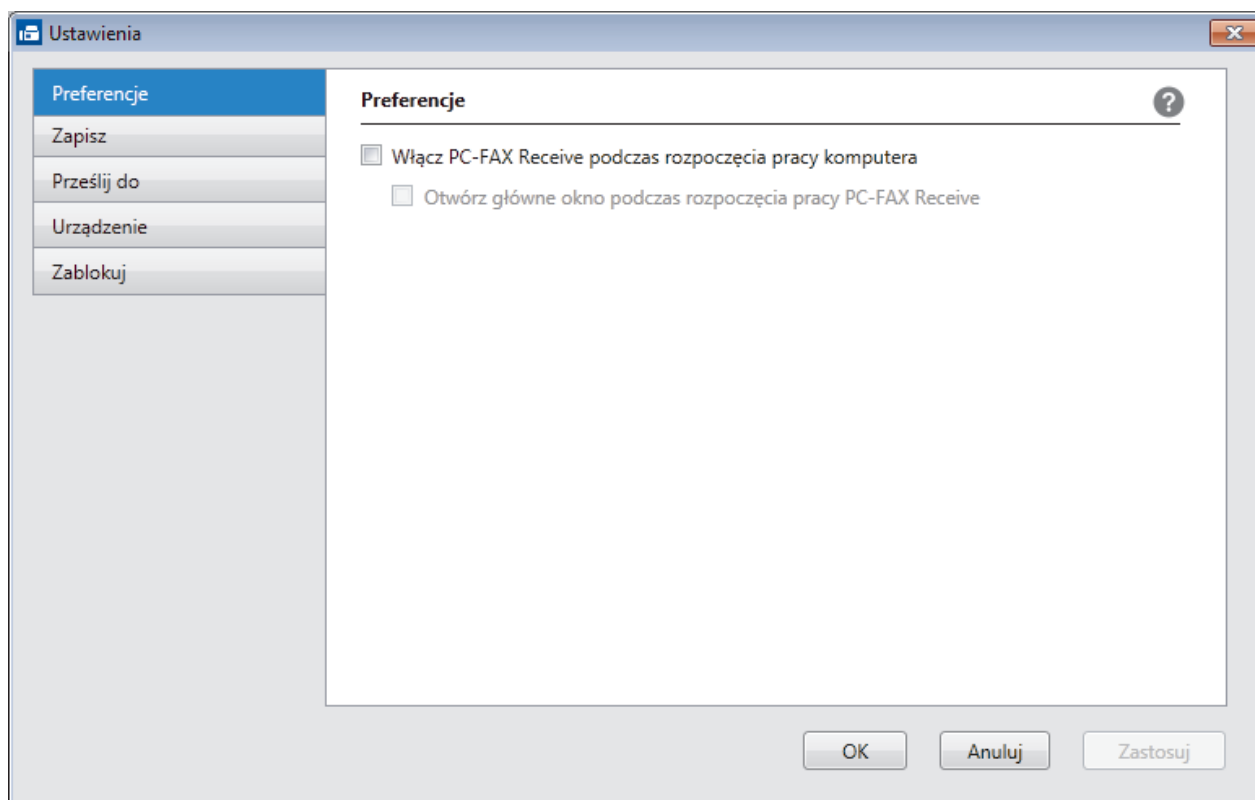 Ustawienia
Preferencje
Zapisz
Prześlij do
Urządzenie
Zablokuj
Preferencje
?
Włącz PC-FAX Receive podczas rozpoczęcia pracy komputera
Otwórz główne okno podczas rozpoczęcia pracy PC-FAX Receive
OK
Anuluj
Zastosuj